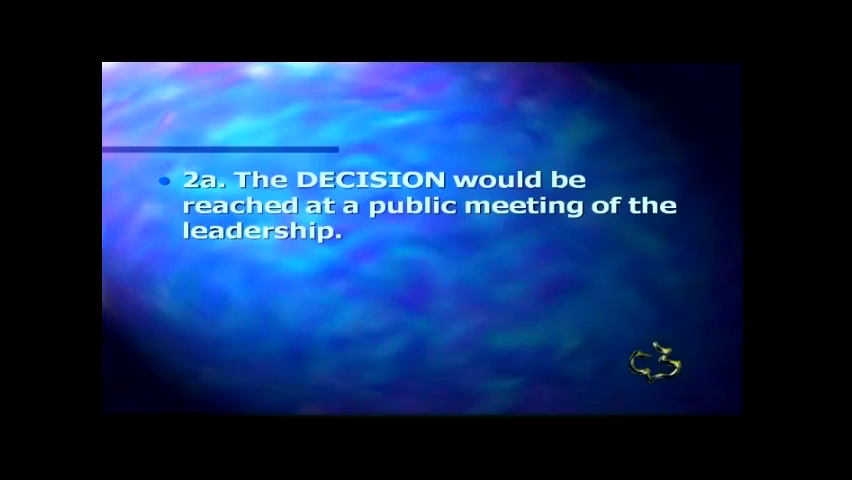 • 2a. The DECISION would be
reached at a public meeting of the
leadership.